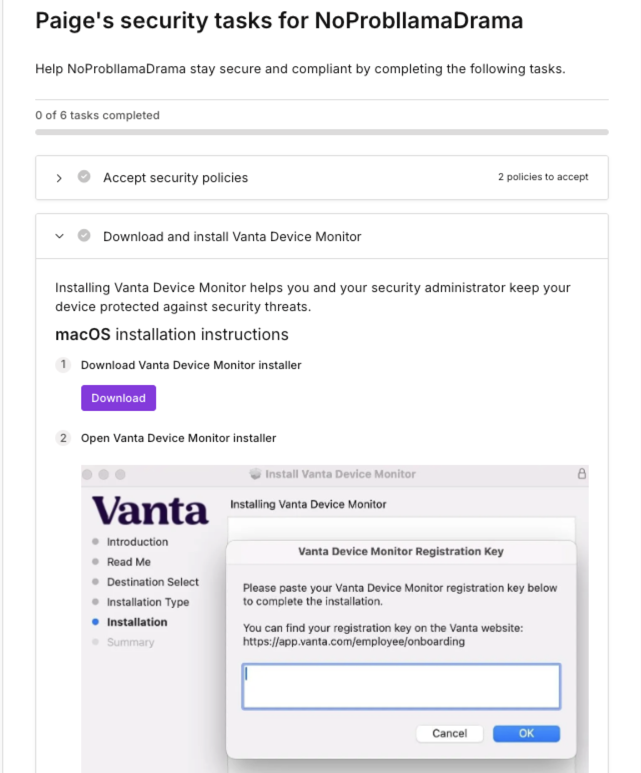 Paige's security tasks for NoProbllamaDrama
Help NoProbllamaDrama stay secure and compliant by completing the following tasks.
0 of 6 tasks completed
Accept security policies
2 policies to accept
Download and install Vanta Device Monitor
Installing Vanta Device Monitor helps you and your security administrator keep your
device protected against security threats.
macOS installation instructions
1 Download Vanta Device Monitor installer
Download
2 Open Vanta Device Monitor installer
Install Vanta Device Monitor
Vanta
Introduction
Read Me
Destination Select
Installation Type
Installation
Summary
Installing Vanta Device Monitor
Vanta Device Monitor Registration Key
Please paste your Vanta Device Monitor registration key below
to complete the installation.
You can find your registration key on the Vanta website:
https://app.vanta.com/employee/onboarding
Cancel
OK